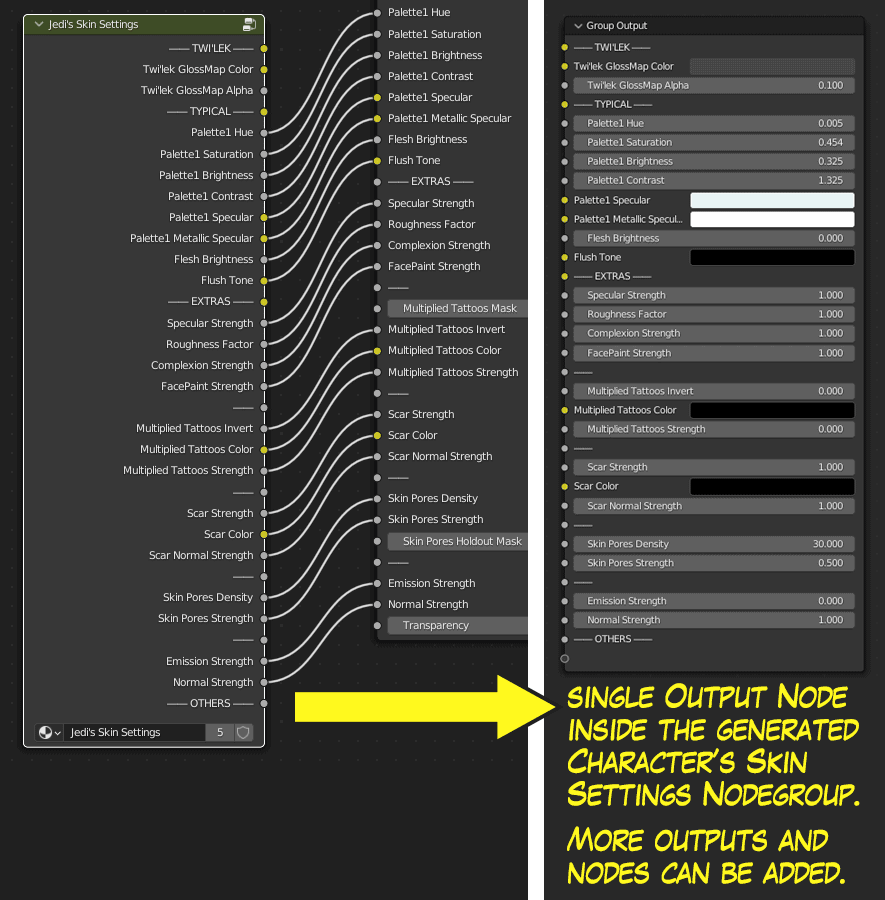 Jedi's Skin Settings
—— TWI'LEK ——
Twi'lek GlossMap Color
Twi'lek GlossMap Alpha
—— TYPICAL ——
Palette1 Hue
Palette1 Saturation
Palette1 Brightness
Palette1 Contrast
Palette1 Specular
Palette1 Metallic Specular
Flesh Brightness
Flush Tone
—— EXTRAS ——
Specular Strength
Roughness Factor
Complexion Strength
FacePaint Strength
——
Multiplied Tattoos Invert
Multiplied Tattoos Color
Multiplied Tattoos Strength
——
Scar Strength
Scar Color
Scar Normal Strength
——
Skin Pores Density
Skin Pores Strength
——
Emission Strength
Normal Strength
—— OTHERS ——
Jedi's Skin Settings 5
Palette1 Hue
Palette1 Saturation
Palette1 Brightness
Palette1 Contrast
Palette1 Specular
Palette1 Metallic Specular
Flesh Brightness
Flush Tone
—— EXTRAS ——
Specular Strength
Roughness Factor
Complexion Strength
FacePaint Strength
——
Multiplied Tattoos Mask
Multiplied Tattoos Invert
Multiplied Tattoos Color
Multiplied Tattoos Strength
——
Scar Strength
Scar Color
Scar Normal Strength
——
Skin Pores Density
Skin Pores Strength
Skin Pores Holdout Mask
——
Emission Strength
Normal Strength
Transparency
Group Output
—— TWI'LEK ——
Twi'lek GlossMap Color
Twi'lek GlossMap Alpha 0.100
—— TYPICAL ——
Palette1 Hue 0.005
Palette1 Saturation 0.454
Palette1 Brightness 0.325
Palette1 Contrast 1.325
Palette1 Specular
Palette1 Metallic Specul..
Flesh Brightness 0.000
Flush Tone
—— EXTRAS ——
Specular Strength 1.000
Roughness Factor 1.000
Complexion Strength 1.000
FacePaint Strength 1.000
——
Multiplied Tattoos Invert 0.000
Multiplied Tattoos Color
Multiplied Tattoos Strength 0.000
——
Scar Strength 1.000
Scar Color
Scar Normal Strength 1.000
——
Skin Pores Density 30.000
Skin Pores Strength 0.500
——
Emission Strength 0.000
Normal Strength 1.000
—— OTHERS ——
single Output Node
inside the generated
Character's Skin
Settings Nodegroup.
More outputs and
nodes can be added.